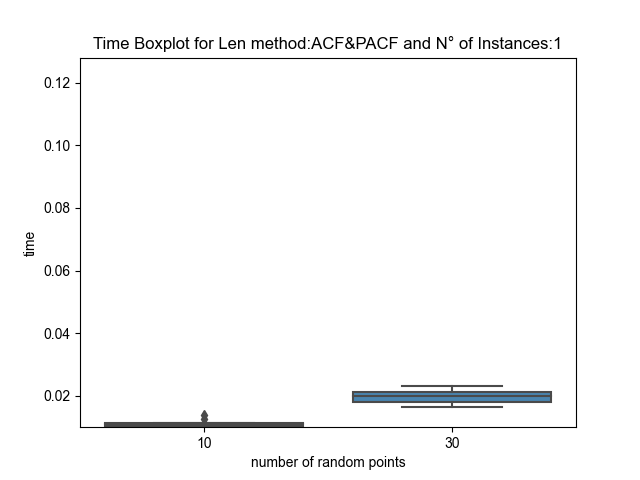 Time Boxplot for Len method:ACF&PACF and N° of Instances:1
0.12
0.10
0.08
0.06
0.04
0.02
time
10
30
number of random points